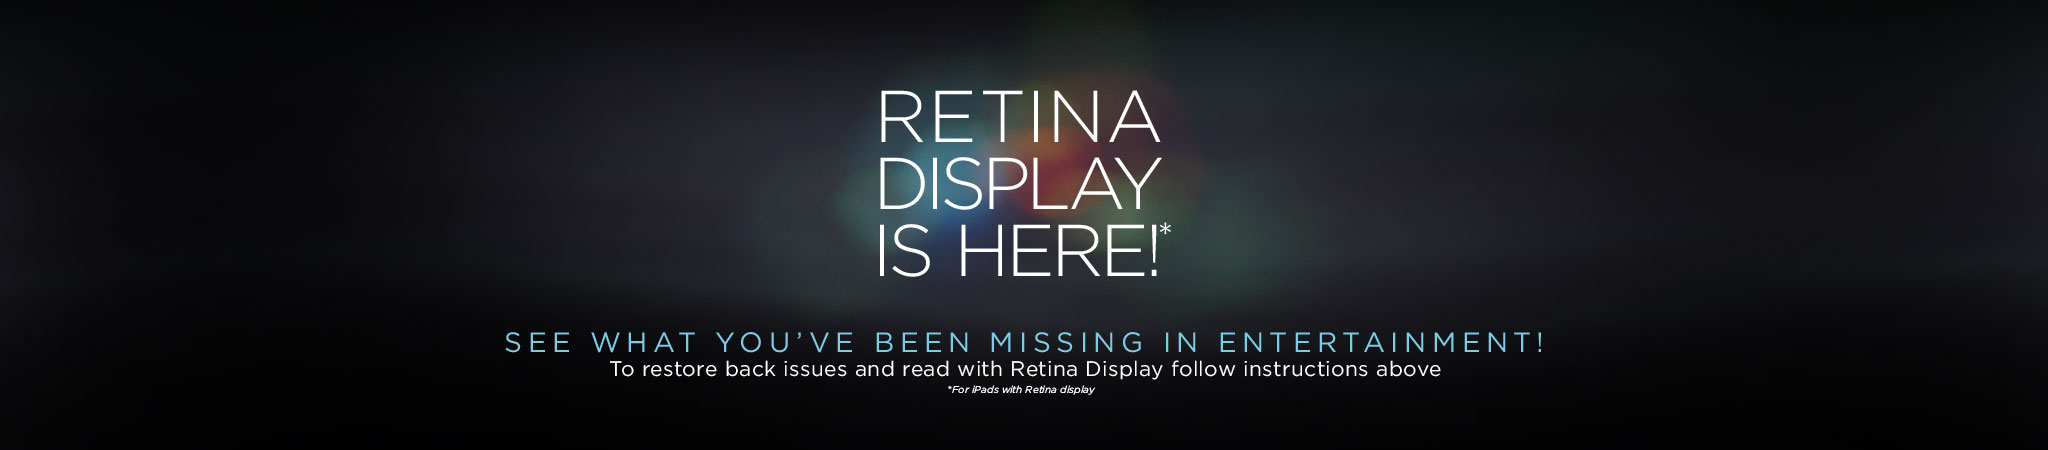 RETINA
DISPLAY
IS HERE!*
SEE WHAT YOU'VE BEEN MISSING IN ENTERTAINMENT!
To restore back issues and read with Retina Display follow instructions above
*For iPads with Retina display